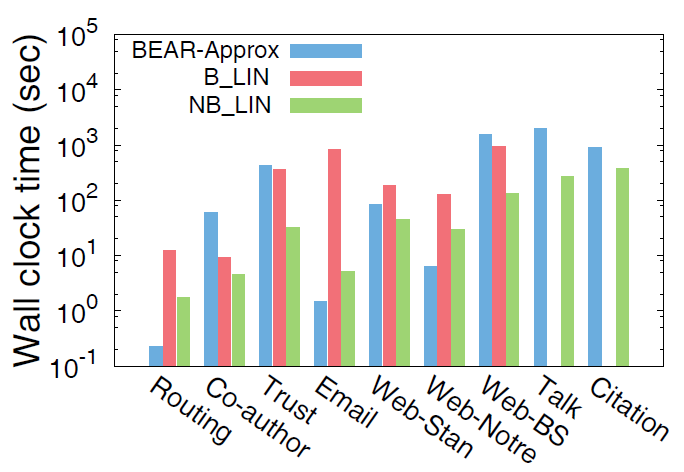 Wall clock time (sec)
10^5
10^4
10^3
10^2
10^1
10^0
10^-1
BEAR-Approx
B_LIN
NB_LIN
Routing
Co-author
Trust
Email
Web-Stan
Web-Notre
Web-BS
Talk
Citation